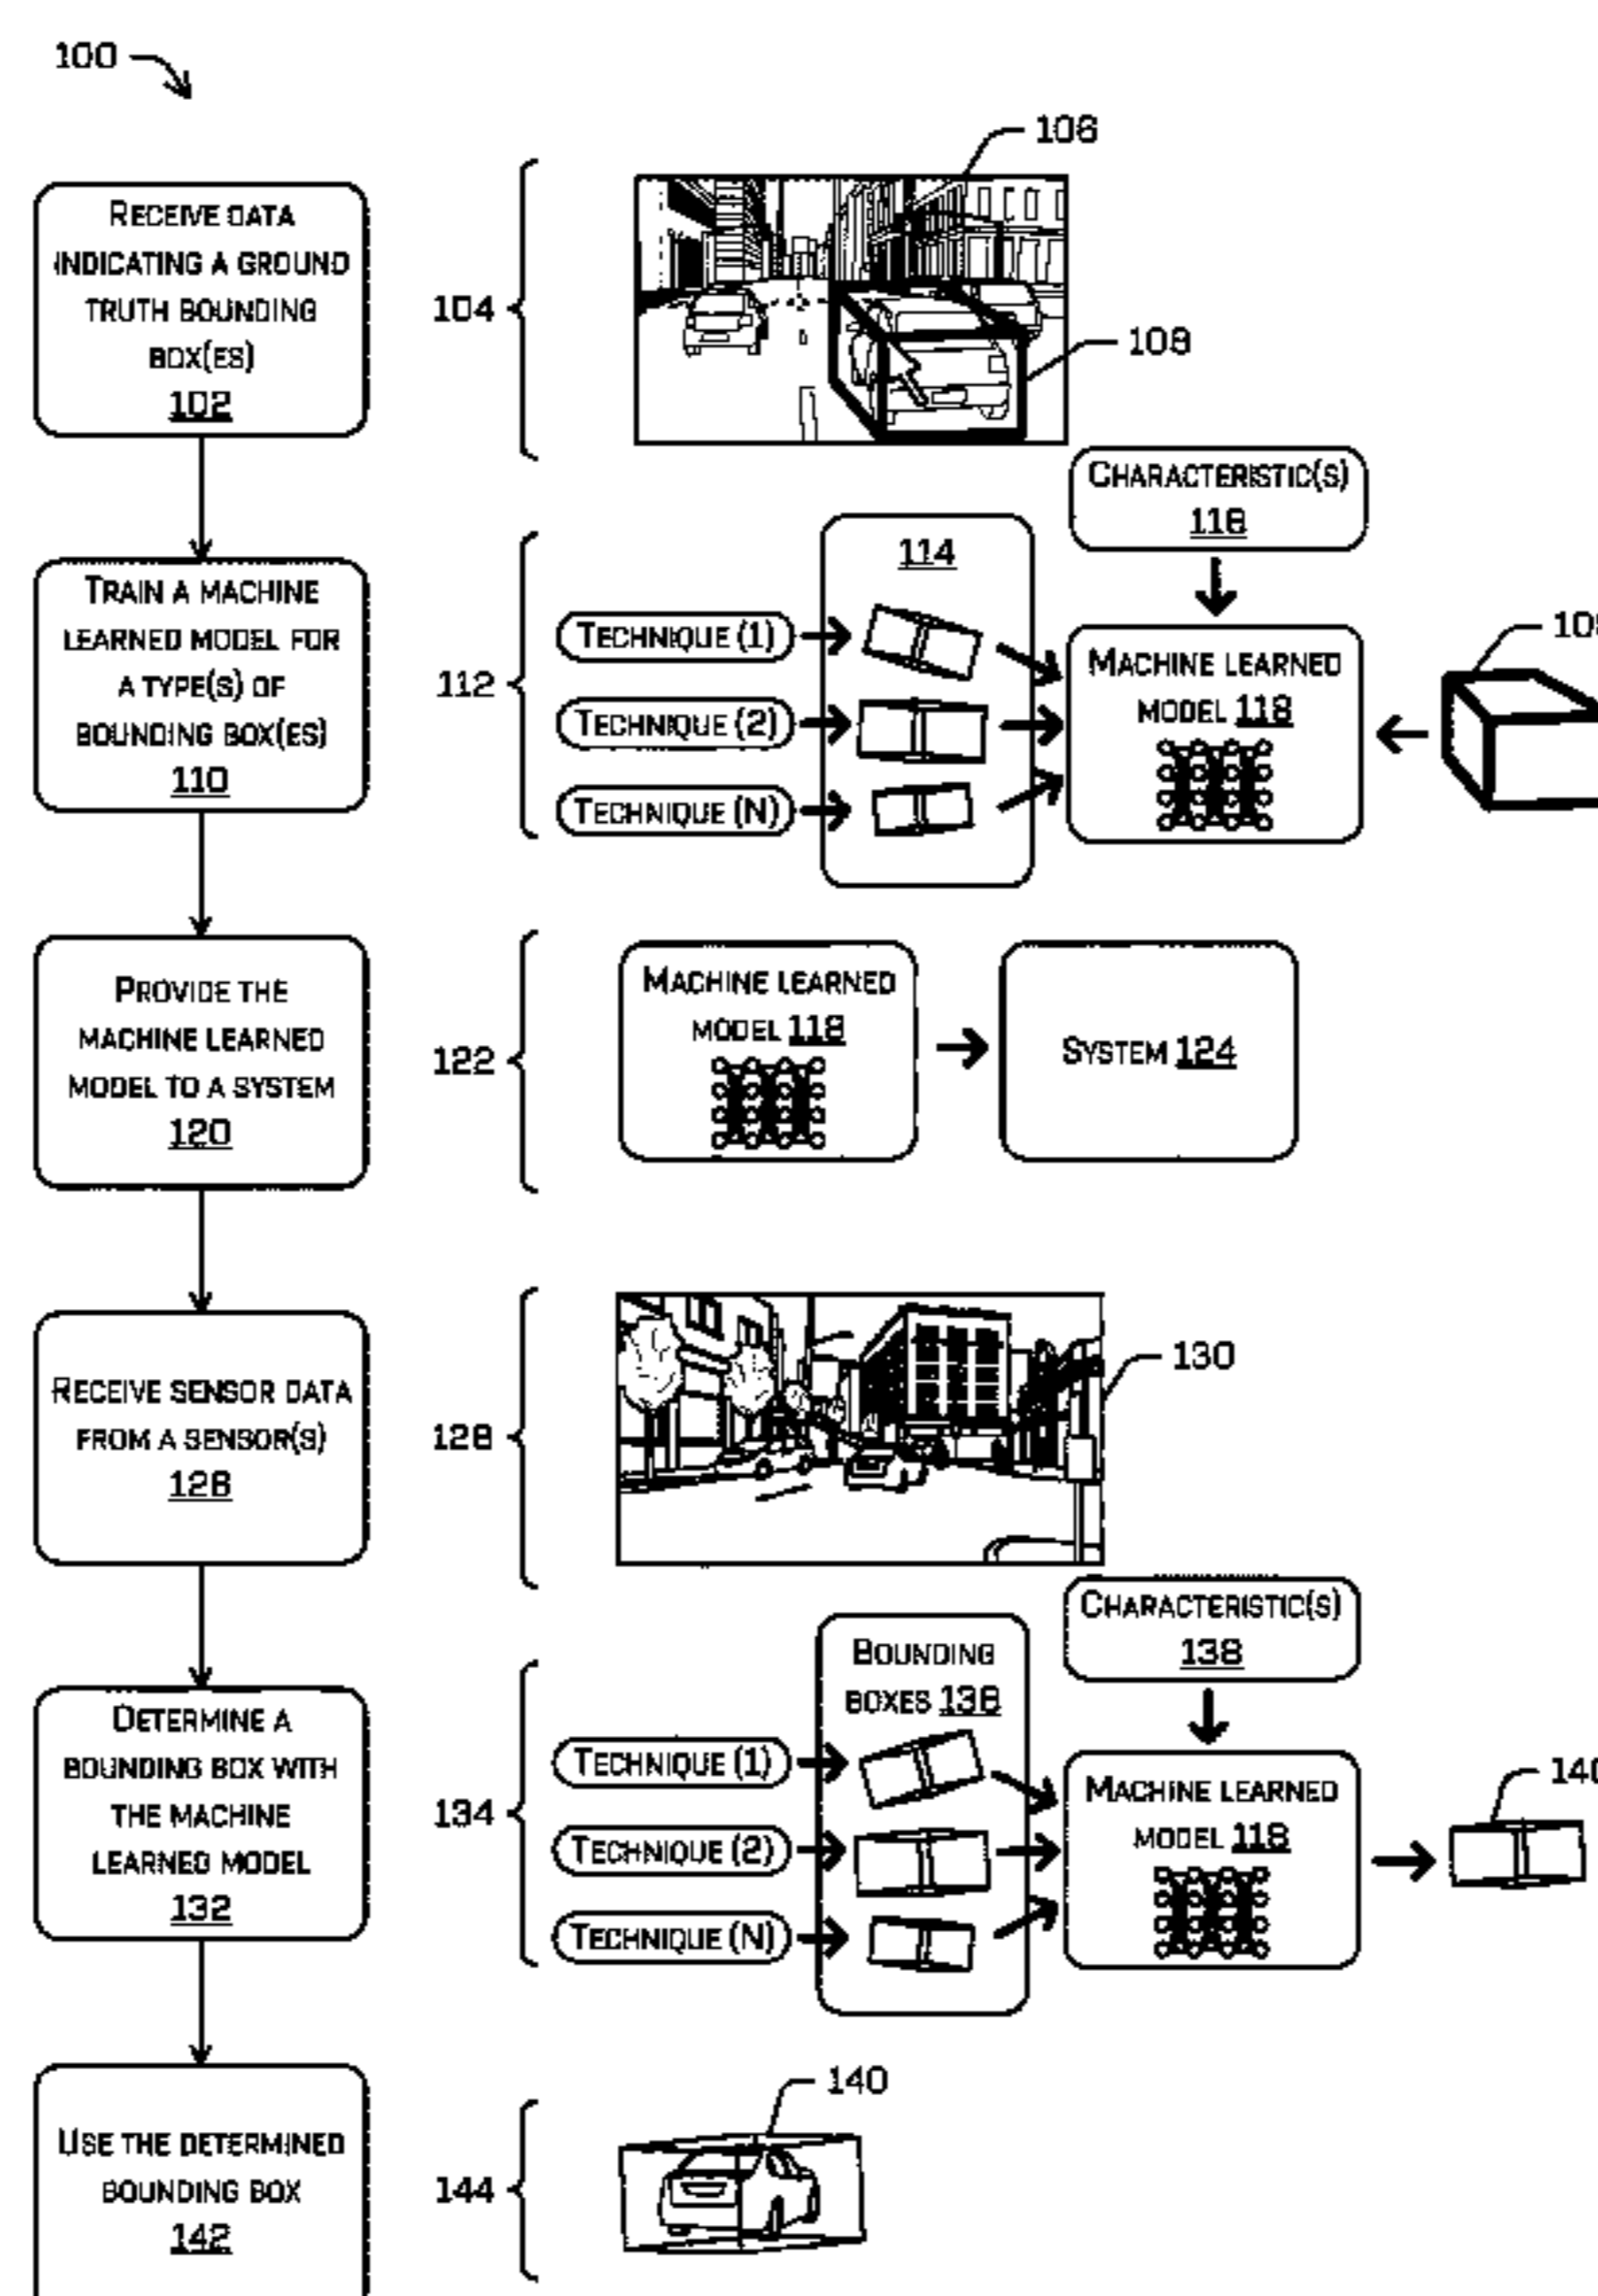 100
RECEIVE DATA
INDICATING A GROUND
TRUTH BOUNDING
BOX(ES)
102
104
106
108
TRAIN A MACHINE
LEARNED MODEL FOR
A TYPE(S) OF
BOUNDING BOX(ES)
110
112
TECHNIQUE (1)
TECHNIQUE (2)
TECHNIQUE (N)
114
CHARACTERISTIC(S)
116
MACHINE LEARNED
MODEL 118
PROVIDE THE
MACHINE LEARNED
MODEL TO A SYSTEM
120
122
MACHINE LEARNED
MODEL 118
SYSTEM 124
RECEIVE SENSOR DATA
FROM A SENSOR(S)
126
128
130
DETERMINE A
BOUNDING BOX WITH
THE MACHINE
LEARNED MODEL
132
134
TECHNIQUE (1)
TECHNIQUE (2)
TECHNIQUE (N)
BOUNDING
BOXES 136
CHARACTERISTIC(S)
138
MACHINE LEARNED
MODEL 118
140
USE THE DETERMINED
BOUNDING BOX
142
144
140